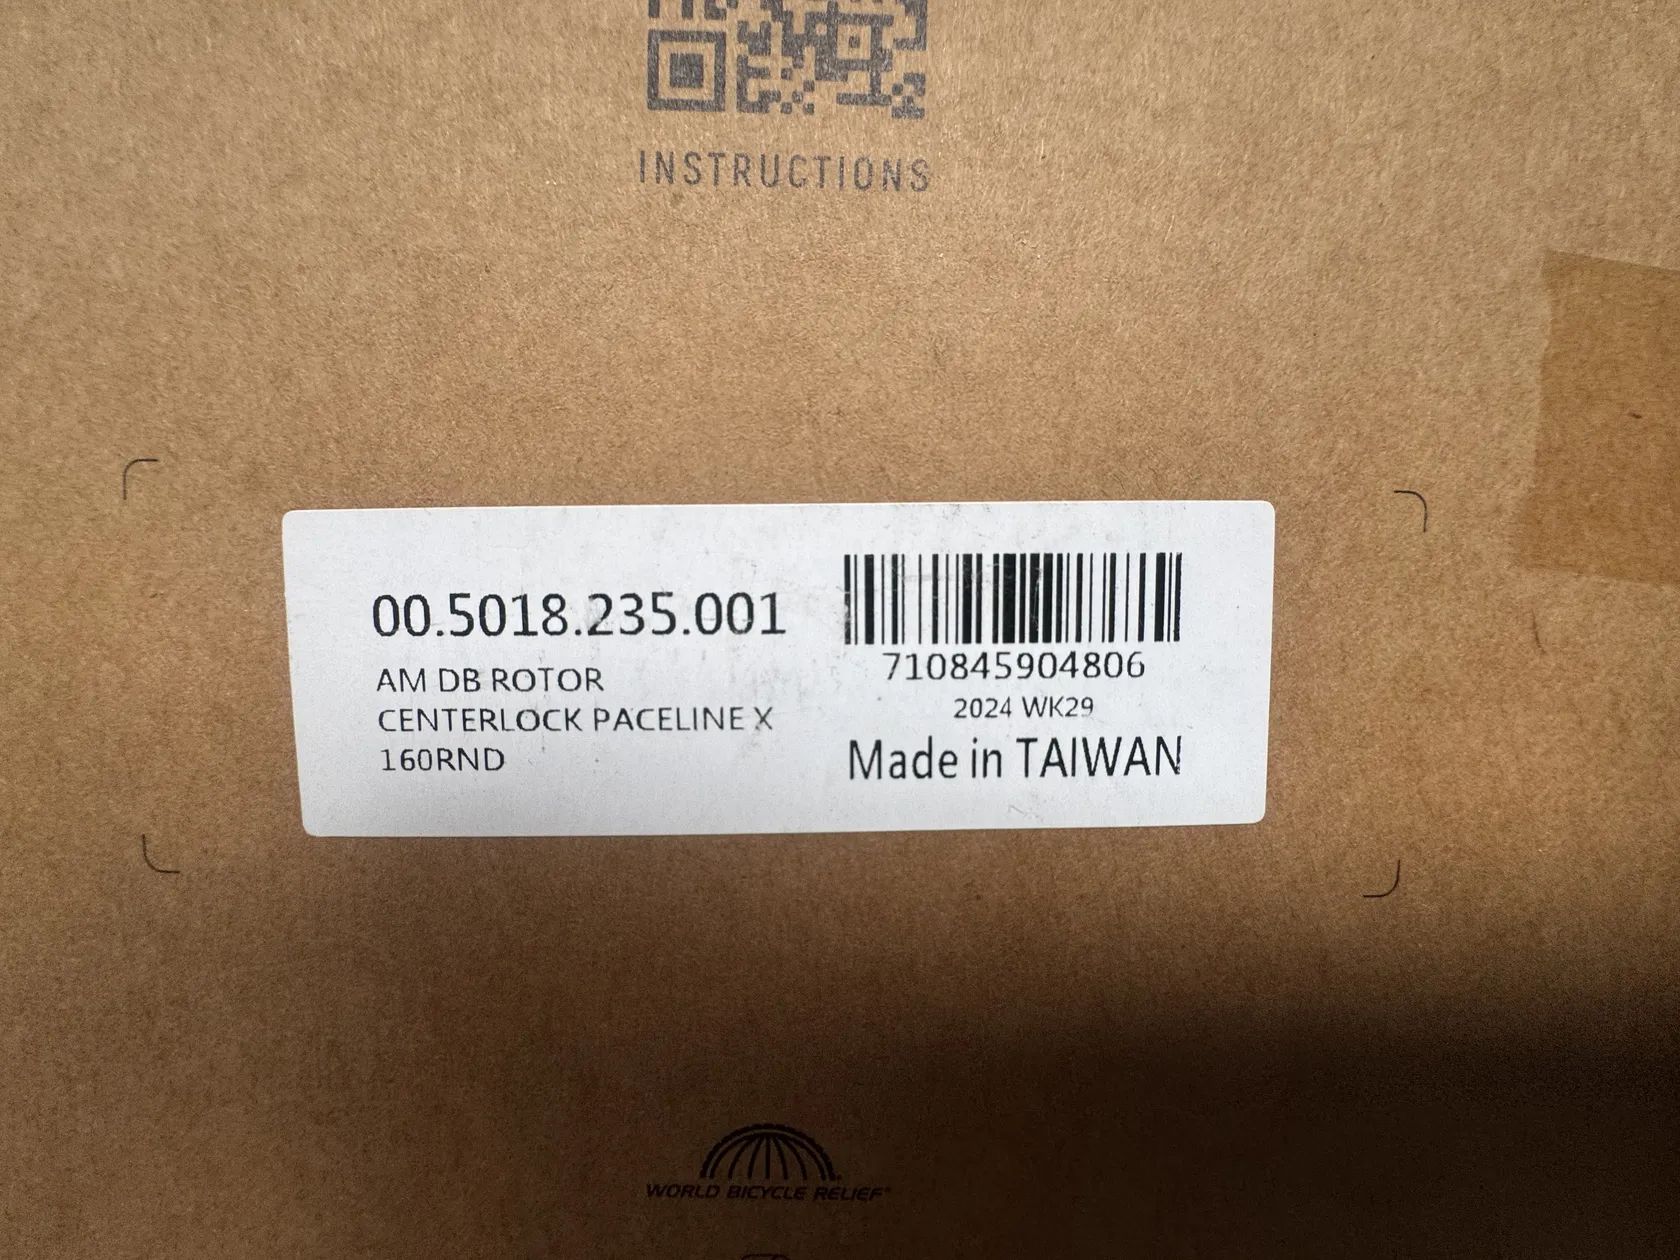 INSTRUCTIONS
00.5018.235.001
AM DB ROTOR
CENTERLOCK PACELINE X
160RND
710845904806
2024 WK29
Made in TAIWAN
WORLD BICYCLE RELIEF®